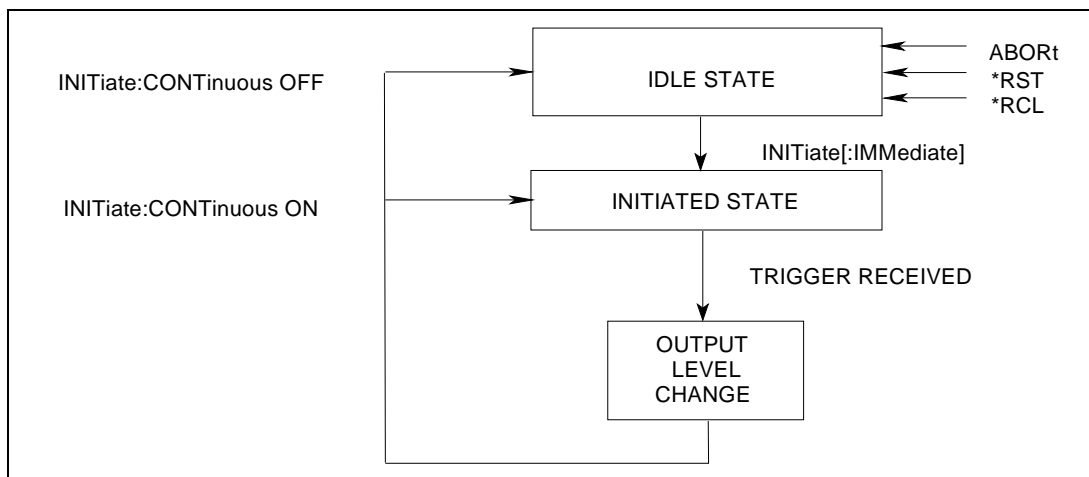 ABORt
INITiate:CONTinuous OFF
IDLE STATE
*RST
*RCL
INITiate[:IMMediate]
INITiate:CONTinuous ON
INITIATED STATE
TRIGGER RECEIVED
OUTPUT
LEVEL
CHANGE